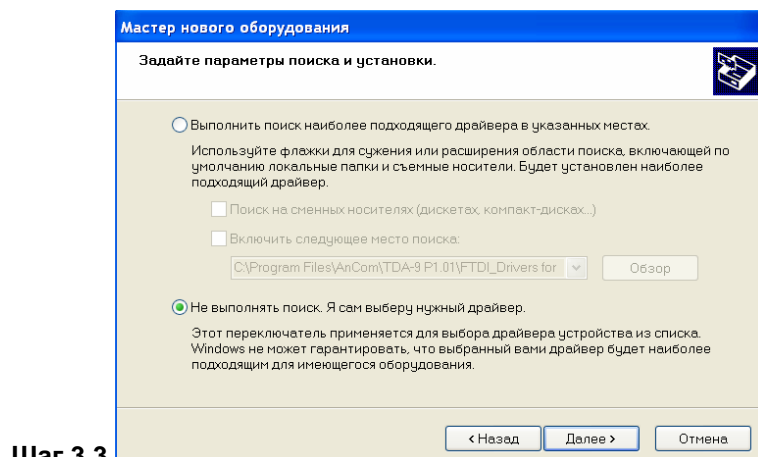 Мастер нового оборудования
Задайте параметры поиска и установки.
Выполнить поиск наиболее подходящего драйвера в указанных местах.
Используйте флажки для сужения или расширения области поиска, включающей по
умолчанию локальные папки и съемные носители. Будет установлен наиболее
подходящий драйвер.
Поиск на сменных носителях (дискетах, компакт-дисках...)
Включить следующее место поиска:
C:\Program Files\AnCom\TDA-9 P1.01\FTDI_Drivers for
Обзор
Не выполнять поиск. Я сам выберу нужный драйвер.
Этот переключатель применяется для выбора драйвера устройства из списка.
Windows не может гарантировать, что выбранный вами драйвер будет наиболее
подходящим для имеющегося оборудования.
< Назад Далее > Отмена
Шаг 3.3